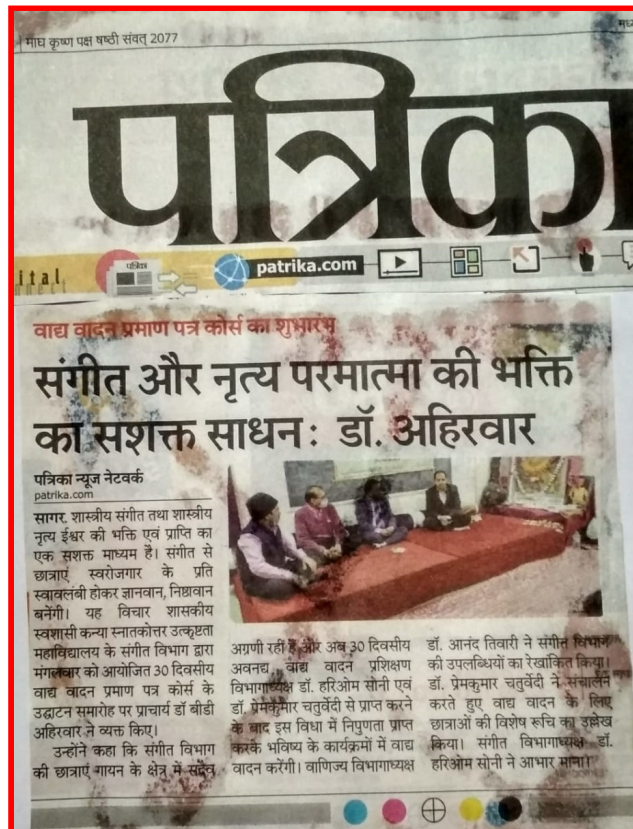 माघ कृष्ण पक्ष षष्ठी संवत् 2077
पत्रिका
पत्रिका
patrika.com
वाद्य वादन प्रमाण पत्र कोर्स का शुभारंभ
संगीत और नृत्य परमात्मा की भक्ति
का सशक्त साधन: डॉ. अहिरवार
पत्रिका न्यूज नेटवर्क
patrika.com
सागर. शास्त्रीय संगीत तथा शास्त्रीय
नृत्य ईश्वर की भक्ति एवं प्राप्ति का
एक सशक्त माध्यम है। संगीत से
छात्राएं स्वरोजगार के प्रति
स्वावलंबी होकर ज्ञानवान, निष्ठावान
बनेंगी। यह विचार शासकीय
स्वशासी कन्या स्नातकोत्तर उत्कृष्टता
महाविद्यालय के संगीत विभाग द्वारा
मंगलवार को आयोजित 30 दिवसीय
वाद्य वादन प्रमाण पत्र कोर्स के
उद्घाटन समारोह पर प्राचार्य डॉ बीडी
अहिरवार ने व्यक्त किए।
उन्होंने कहा कि संगीत विभाग
की छात्राएं गायन के क्षेत्र में सदैव
अग्रणी रहीं हैं और अब 30 दिवसीय
अवनद्य वाद्य वादन प्रशिक्षण
विभागाध्यक्ष डॉ. हरिओम सोनी एवं
डॉ प्रेमकुमार चतुर्वेदी से प्राप्त करने
के बाद इस विधा में निपुणता प्राप्त
करके भविष्य के कार्यक्रमों में वाद्य
वादन करेंगी। वाणिज्य विभागाध्यक्ष
डॉ. आनंद तिवारी ने संगीत विभाग
की उपलब्धियों का रेखांकित किया।
डॉ. प्रेमकुमार चतुर्वेदी ने संचालन
करते हुए वाद्य वादन के लिए
छात्राओं की विशेष रूचि का उल्लेख
किया। संगीत विभागाध्यक्ष डॉ.
हरिओम सोनी ने आभार माना।